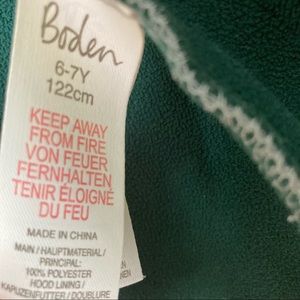 Boden
6-7Y
122cm
KEEP AWAY
FROM FIRE
VON FEUER
FERNHALTEN
TENIR ÉLOIGNÉ
DU FEU
MADE IN CHINA
MAIN / HAUPTMATERIAL /
PRINCIPAL:
100% POLYESTER
HOOD LINING /
KAPUZENFUTTER / DOUBLURE